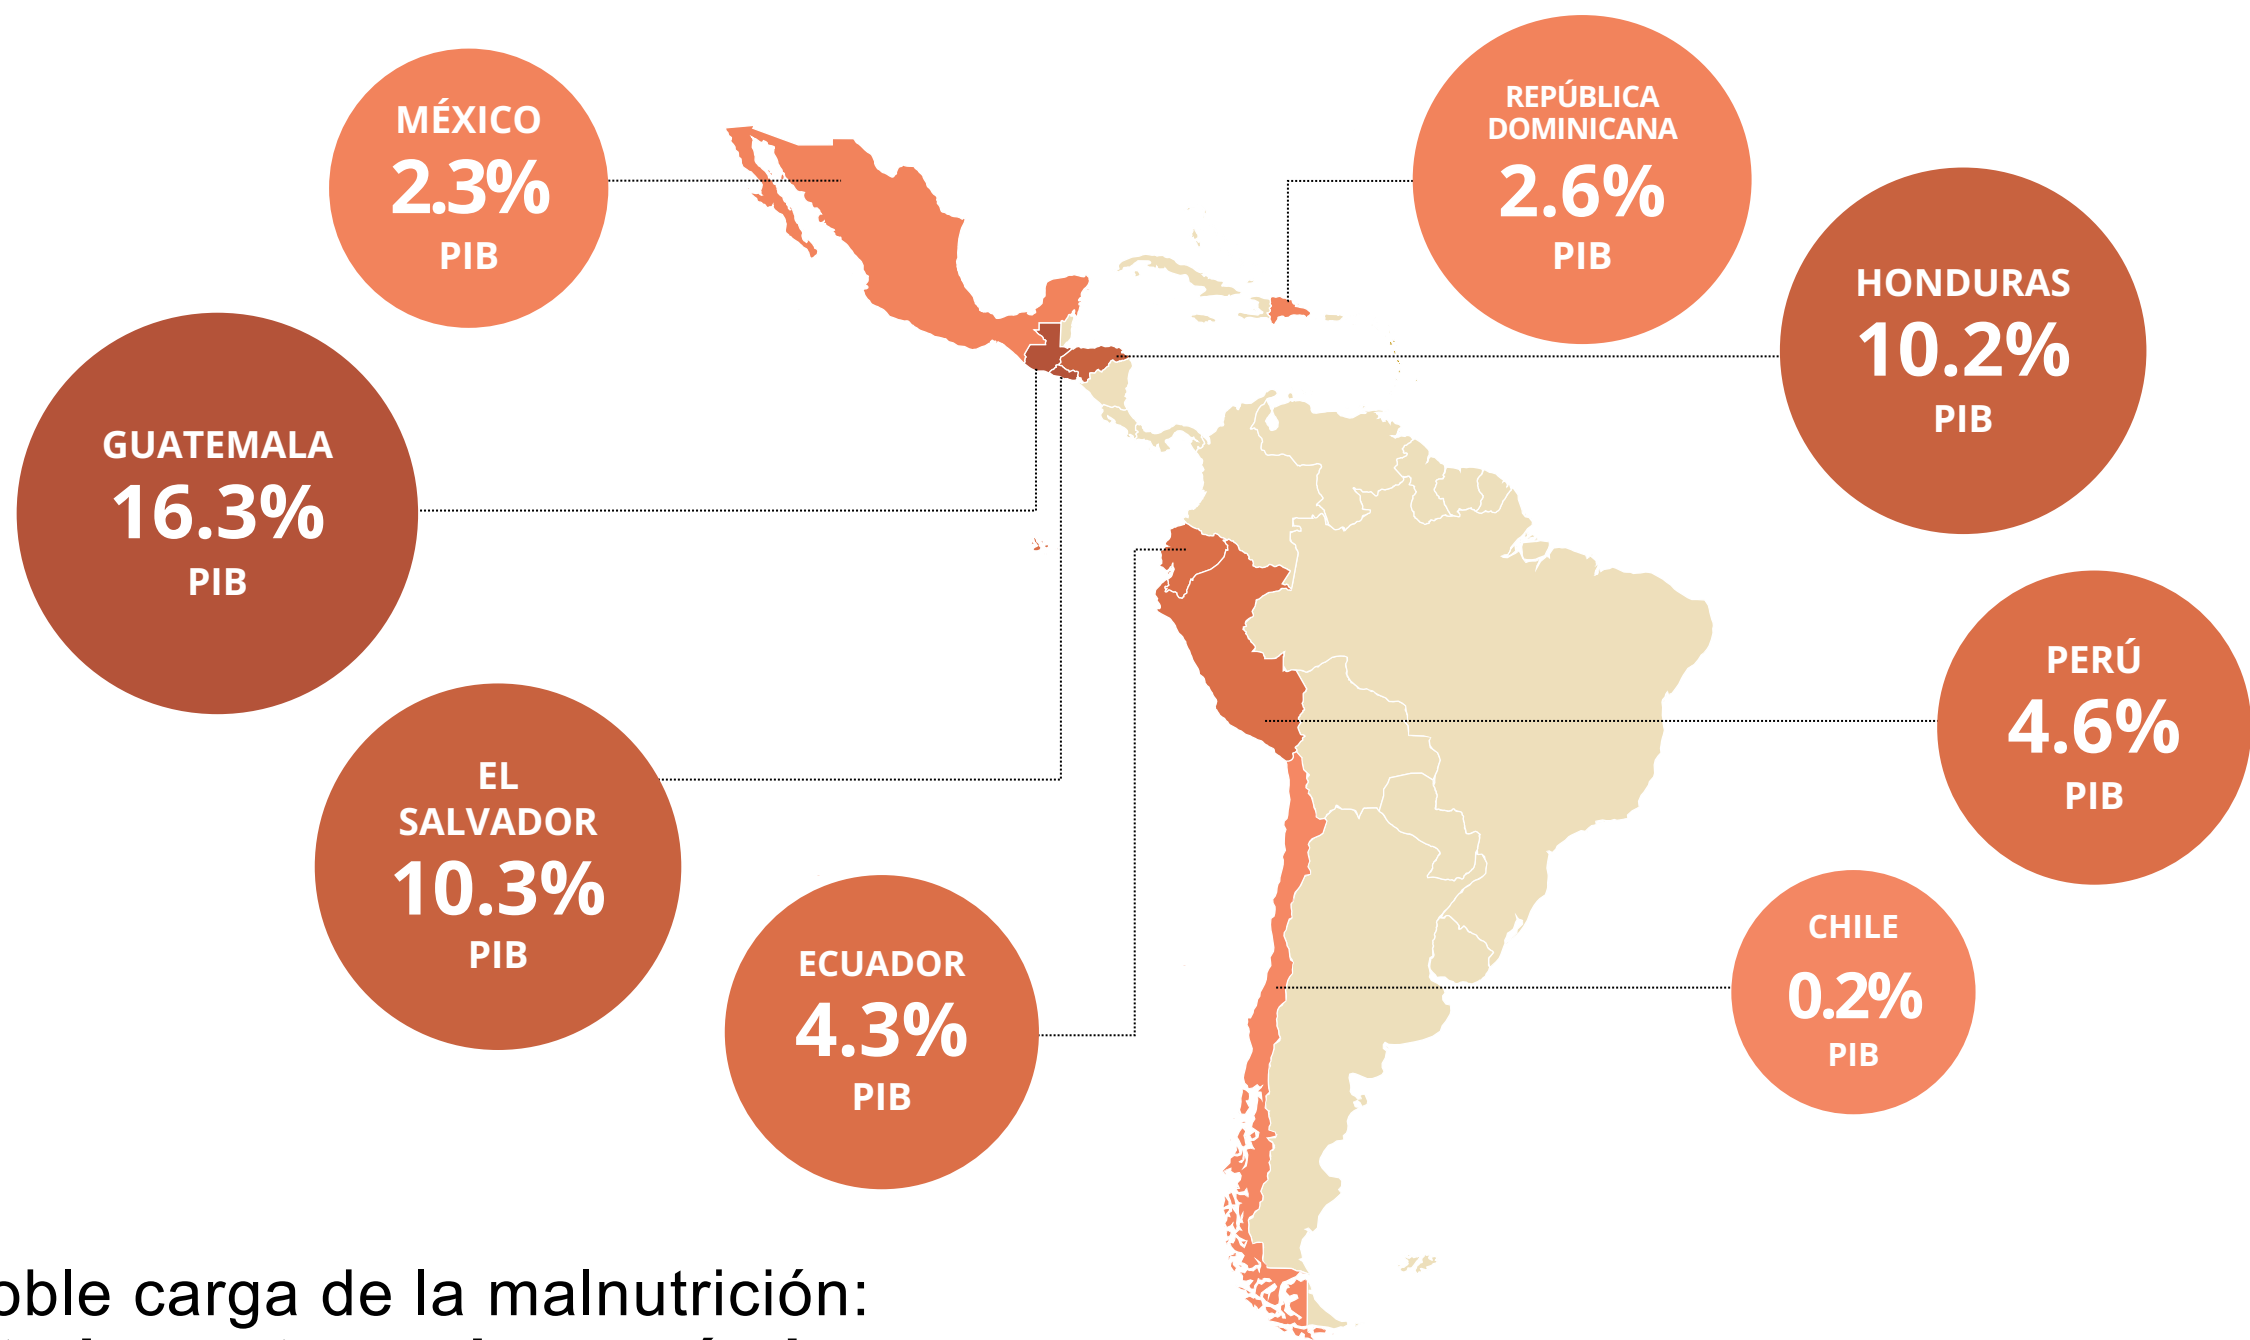 MÉXICO
2.3%
PIB
REPÚBLICA
DOMINICANA
2.6%
PIB
HONDURAS
10.2%
PIB
GUATEMALA
16.3%
PIB
PERÚ
4.6%
PIB
EL
SALVADOR
10.3%
PIB
CHILE
0.2%
PIB
ECUADOR
4.3%
PIB
oble carga de la malnutrición: